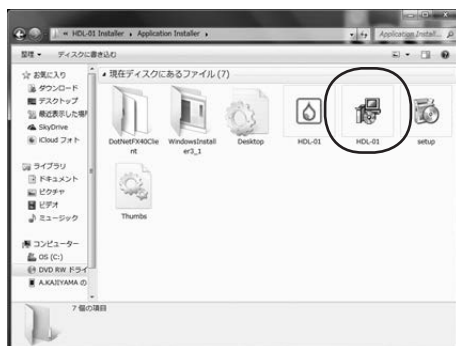 « HDL-01 Installer ▸ Application Installer ▸
Application Install...
整理 ▾ ディスクに書き込む
お気に入り
ダウンロード
デスクトップ
最近表示した場所
SkyDrive
iCloud フォト
ライブラリ
ドキュメント
ピクチャ
ビデオ
ミュージック
コンピューター
OS (C:)
DVD RW ドライ
A.KAJIYAMA の
現在ディスクにあるファイル (7)
DotNetFX40Clie
nt
WindowsInstall
er3_1
Desktop
HDL-01
HDL-01
setup
Thumbs
7 個の項目